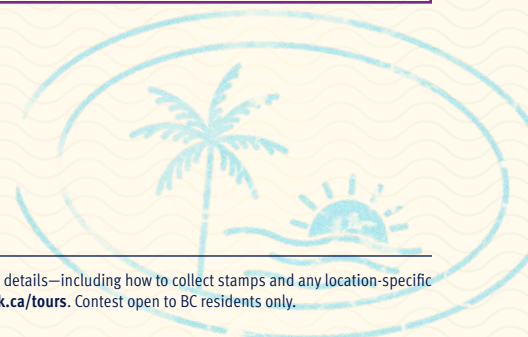 details—including how to collect stamps and any location-specific
k.ca/tours. Contest open to BC residents only.